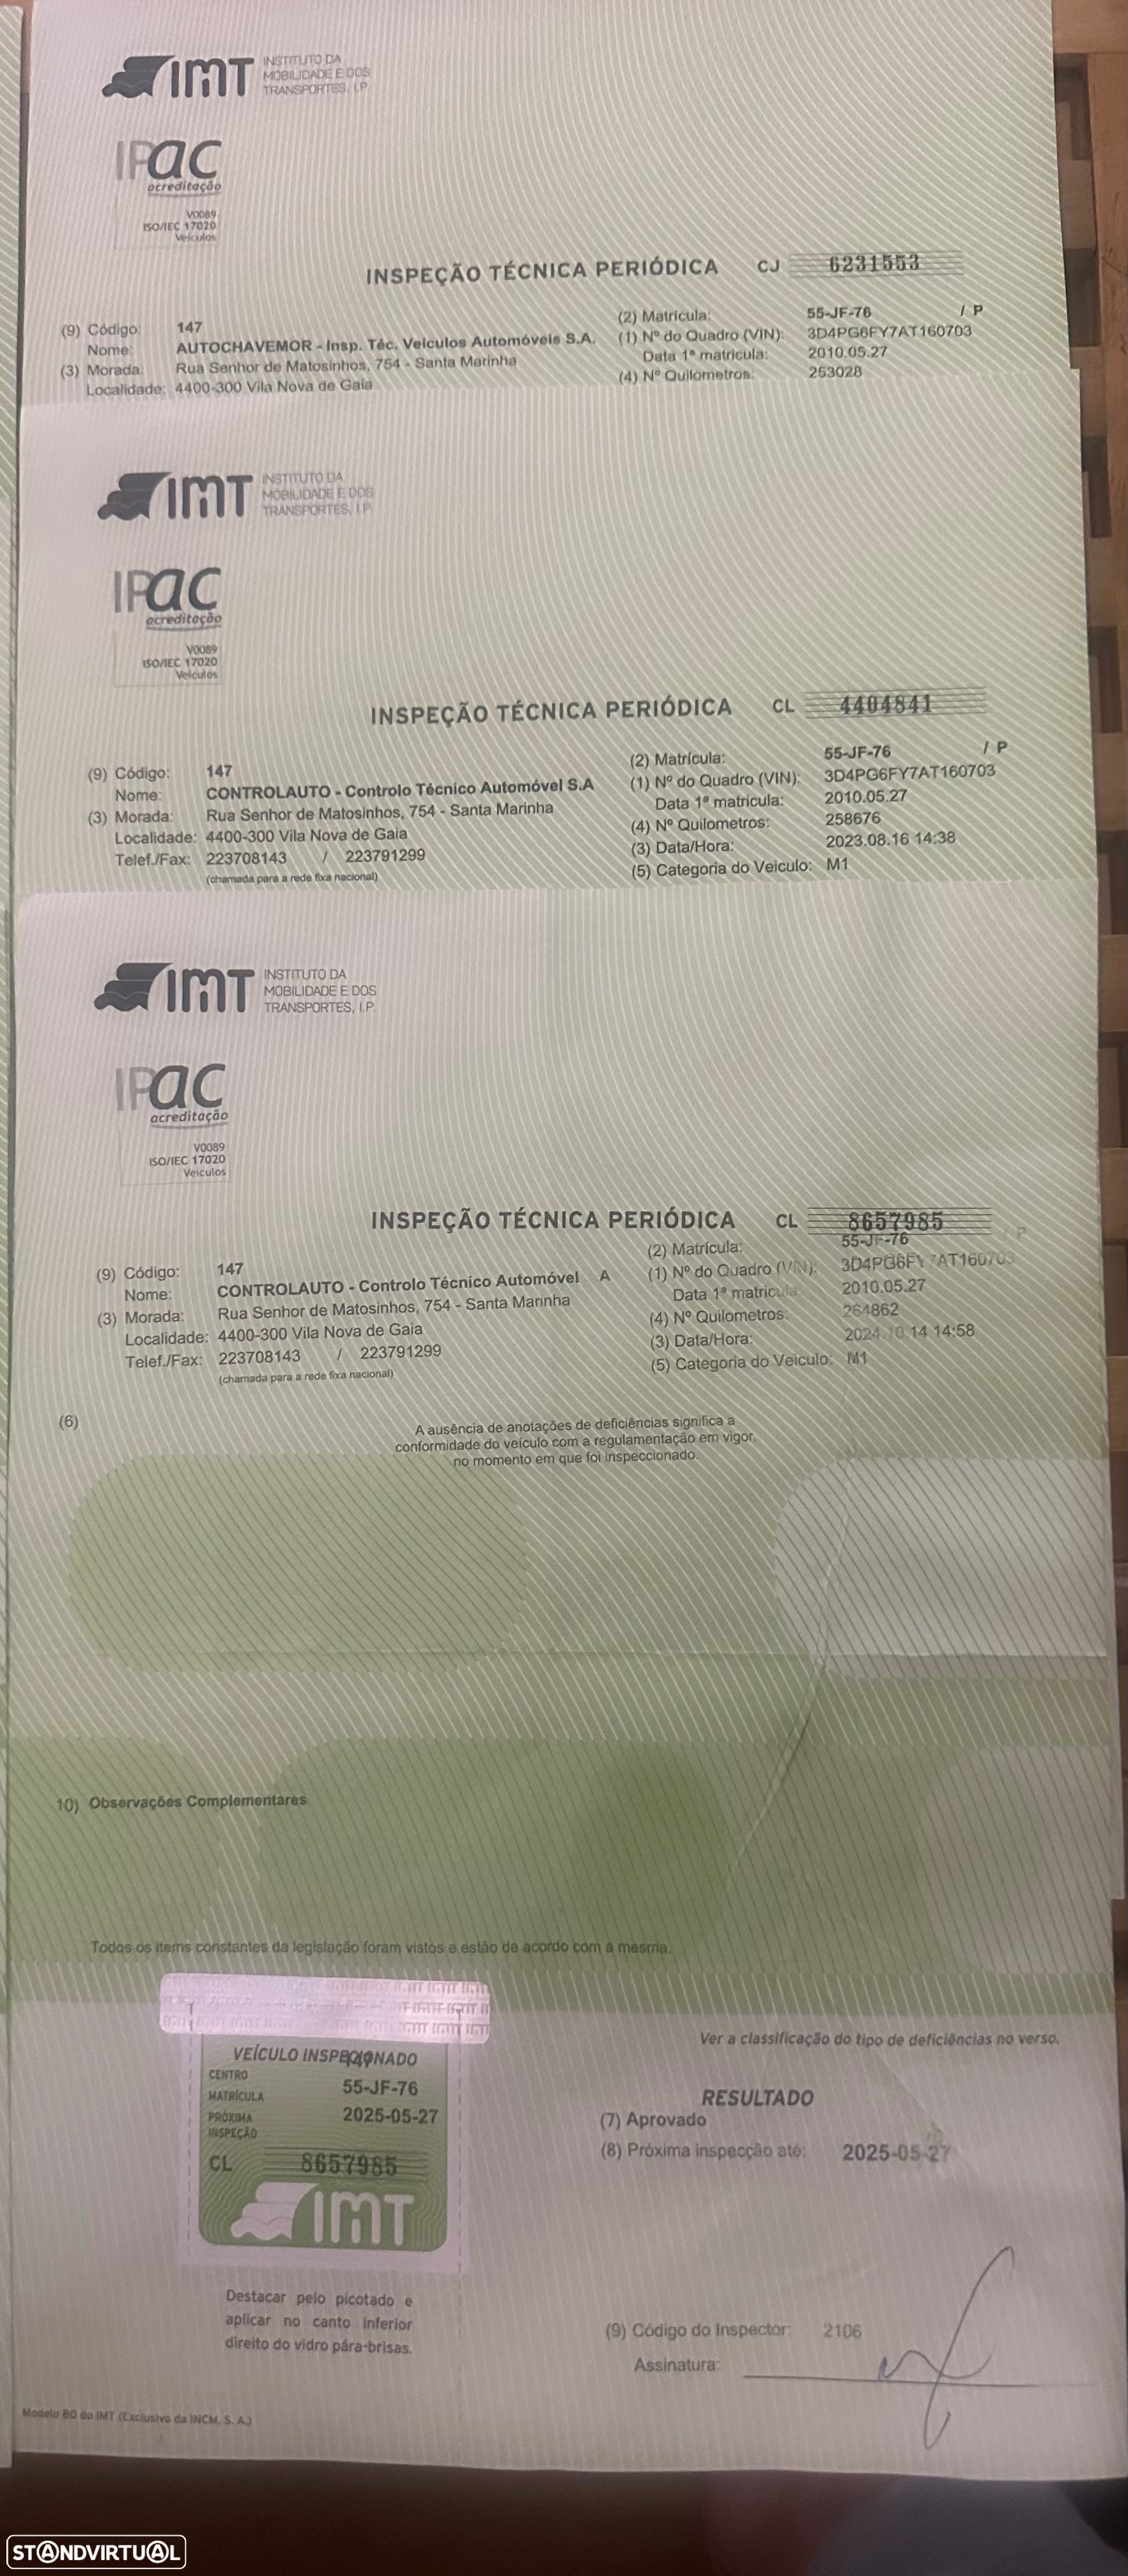 IMT INSTITUTO DA
MOBILIDADE E DOS
TRANSPORTES, I.P.
IPac
acreditação
V0089
ISO/IEC 17020
Veículos
INSPEÇÃO TÉCNICA PERIÓDICA CJ 6231553
(9) Código: 147
Nome: AUTOCHAVEMOR - Insp. Téc. Veículos Automóveis S.A.
(3) Morada: Rua Senhor de Matosinhos, 754 - Santa Marinha
Localidade: 4400-300 Vila Nova de Gaia
(2) Matrícula: 55-JF-76 / P
(1) Nº do Quadro (VIN): 3D4PG6FY7AT160703
Data 1ª matricula: 2010.05.27
(4) Nº Quilometros: 253028
IMT INSTITUTO DA
MOBILIDADE E DOS
TRANSPORTES, I.P.
IPac
acreditação
V0089
ISO/IEC 17020
Veículos
INSPEÇÃO TÉCNICA PERIÓDICA CL 4404841
(9) Código: 147
Nome: CONTROLAUTO - Controlo Técnico Automóvel S.A
(3) Morada: Rua Senhor de Matosinhos, 754 - Santa Marinha
Localidade: 4400-300 Vila Nova de Gaia
Telef./Fax: 223708143 / 223791299
(chamada para a rede fixa nacional)
(2) Matrícula: 55-JF-76 / P
(1) Nº do Quadro (VIN): 3D4PG6FY7AT160703
Data 1ª matricula: 2010.05.27
(4) Nº Quilometros: 258676
(3) Data/Hora: 2023.08.16 14:38
(5) Categoria do Veiculo: M1
IMT INSTITUTO DA
MOBILIDADE E DOS
TRANSPORTES, I.P.
IPac
acreditação
V0089
ISO/IEC 17020
Veículos
INSPEÇÃO TÉCNICA PERIÓDICA CL 8657985
(9) Código: 147
Nome: CONTROLAUTO - Controlo Técnico Automóvel A
(3) Morada: Rua Senhor de Matosinhos, 754 - Santa Marinha
Localidade: 4400-300 Vila Nova de Gaia
Telef./Fax: 223708143 / 223791299
(chamada para a rede fixa nacional)
(2) Matrícula: 55-JF-76 P
(1) Nº do Quadro (VIN): 3D4PG6FY7AT160703
Data 1ª matricula 2010.05.27
(4) Nº Quilometros: 264862
(3) Data/Hora: 2024.10.14 14:58
(5) Categoria do Veiculo: M1
(6)
A ausência de anotações de deficiências significa a
conformidade do veículo com a regulamentação em vigor,
no momento em que foi inspeccionado.
10) Observações Complementares
Todos os items constantes da legislação foram vistos e estão de acordo com a mesma.
VEÍCULO INSPECIONADO
CENTRO 147
MATRÍCULA 55-JF-76
PRÓXIMA INSPEÇÃO 2025-05-27
CL 8657985
IMT
Destacar pelo picotado e
aplicar no canto inferior
direito do vidro pára-brisas.
Ver a classificação do tipo de deficiências no verso.
RESULTADO
(7) Aprovado
(8) Próxima inspecção até: 2025-05-27
(9) Código do Inspector: 2106
Assinatura:
Modelo BD do IMT (Exclusivo da INCM, S. A.)
STANDVIRTUAL